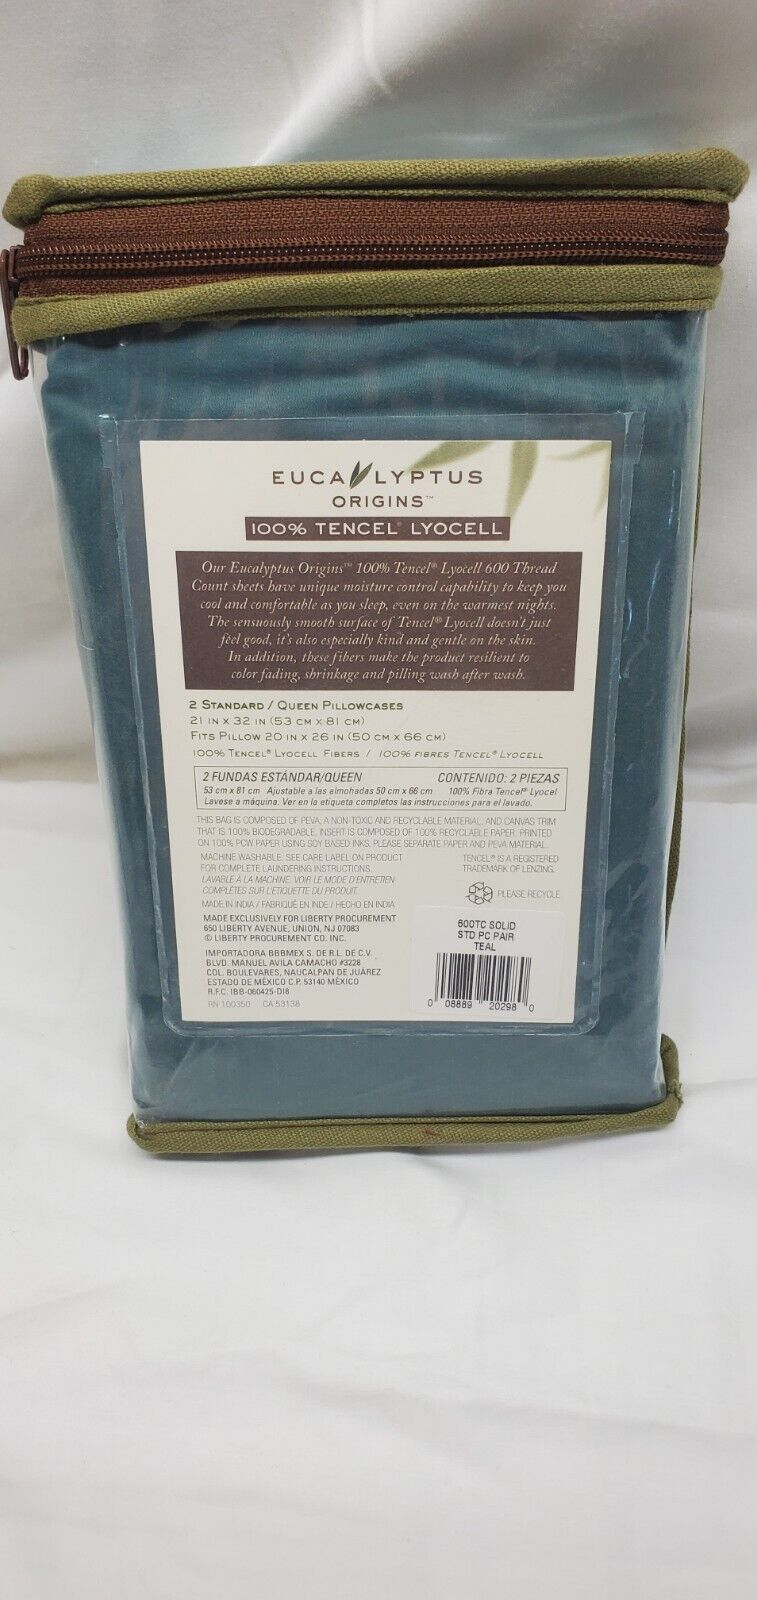 EUCALYPTUS
ORIGINS™
100% TENCEL® LYOCELL
Our Eucalyptus Origins™ 100% Tencel® Lyocell 600 Thread
Count sheets have unique moisture control capability to keep you
cool and comfortable as you sleep, even on the warmest nights.
The sensuously smooth surface of Tencel® Lyocell doesn't just
feel good, it's also especially kind and gentle on the skin.
In addition, these fibers make the product resilient to
color fading, shrinkage and pilling wash after wash.
2 STANDARD / QUEEN PILLOWCASES
21 IN X 32 IN (53 CM X 81 CM)
FITS PILLOW 20 IN X 26 IN (50 CM X 66 CM)
100% TENCEL® LYOCELL FIBERS / 100% FIBRES TENCEL® LYOCELL
2 FUNDAS ESTÁNDAR/QUEEN CONTENIDO: 2 PIEZAS
53 cm x 81 cm Ajustable a las almohadas 50 cm x 66 cm 100% Fibra Tencel® Lyocel
Lavese a máquina. Ver en la etiqueta completos las instrucciones para el lavado.
THIS BAG IS COMPOSED OF PEVA, A NON-TOXIC AND RECYCLABLE MATERIAL, AND CANVAS TRIM
THAT IS 100% BIODEGRADABLE. INSERT IS COMPOSED OF 100% RECYCLABLE PAPER. PRINTED
ON 100% PCW PAPER USING SOY BASED INKS. PLEASE SEPARATE PAPER AND PEVA MATERIAL.
MACHINE WASHABLE. SEE CARE LABEL ON PRODUCT
FOR COMPLETE LAUNDERING INSTRUCTIONS.
LAVABLE À LA MACHINE. VOIR LE MODE D'ENTRETIEN
COMPLÈTES SUR L'ETIQUETTE DU PRODUIT.
MADE IN INDIA / FABRIQUÉ EN INDE / HECHO EN INDIA
TENCEL® IS A REGISTERED
TRADEMARK OF LENZING.
PLEASE RECYCLE
MADE EXCLUSIVELY FOR LIBERTY PROCUREMENT
650 LIBERTY AVENUE, UNION, NJ 07083
© LIBERTY PROCUREMENT CO. INC.
IMPORTADORA BBBMEX S. DE R.L. DE C.V.
BLVD. MANUEL AVILA CAMACHO #3228
COL. BOULEVARES, NAUCALPAN DE JUÁREZ
ESTADO DE MÉXICO C.P. 53140 MÉXICO
R.F.C. IBB-060425-DI8
RN 100350 CA 53138
600TC SOLID
STD PC PAIR
TEAL
0 08889 20298 0